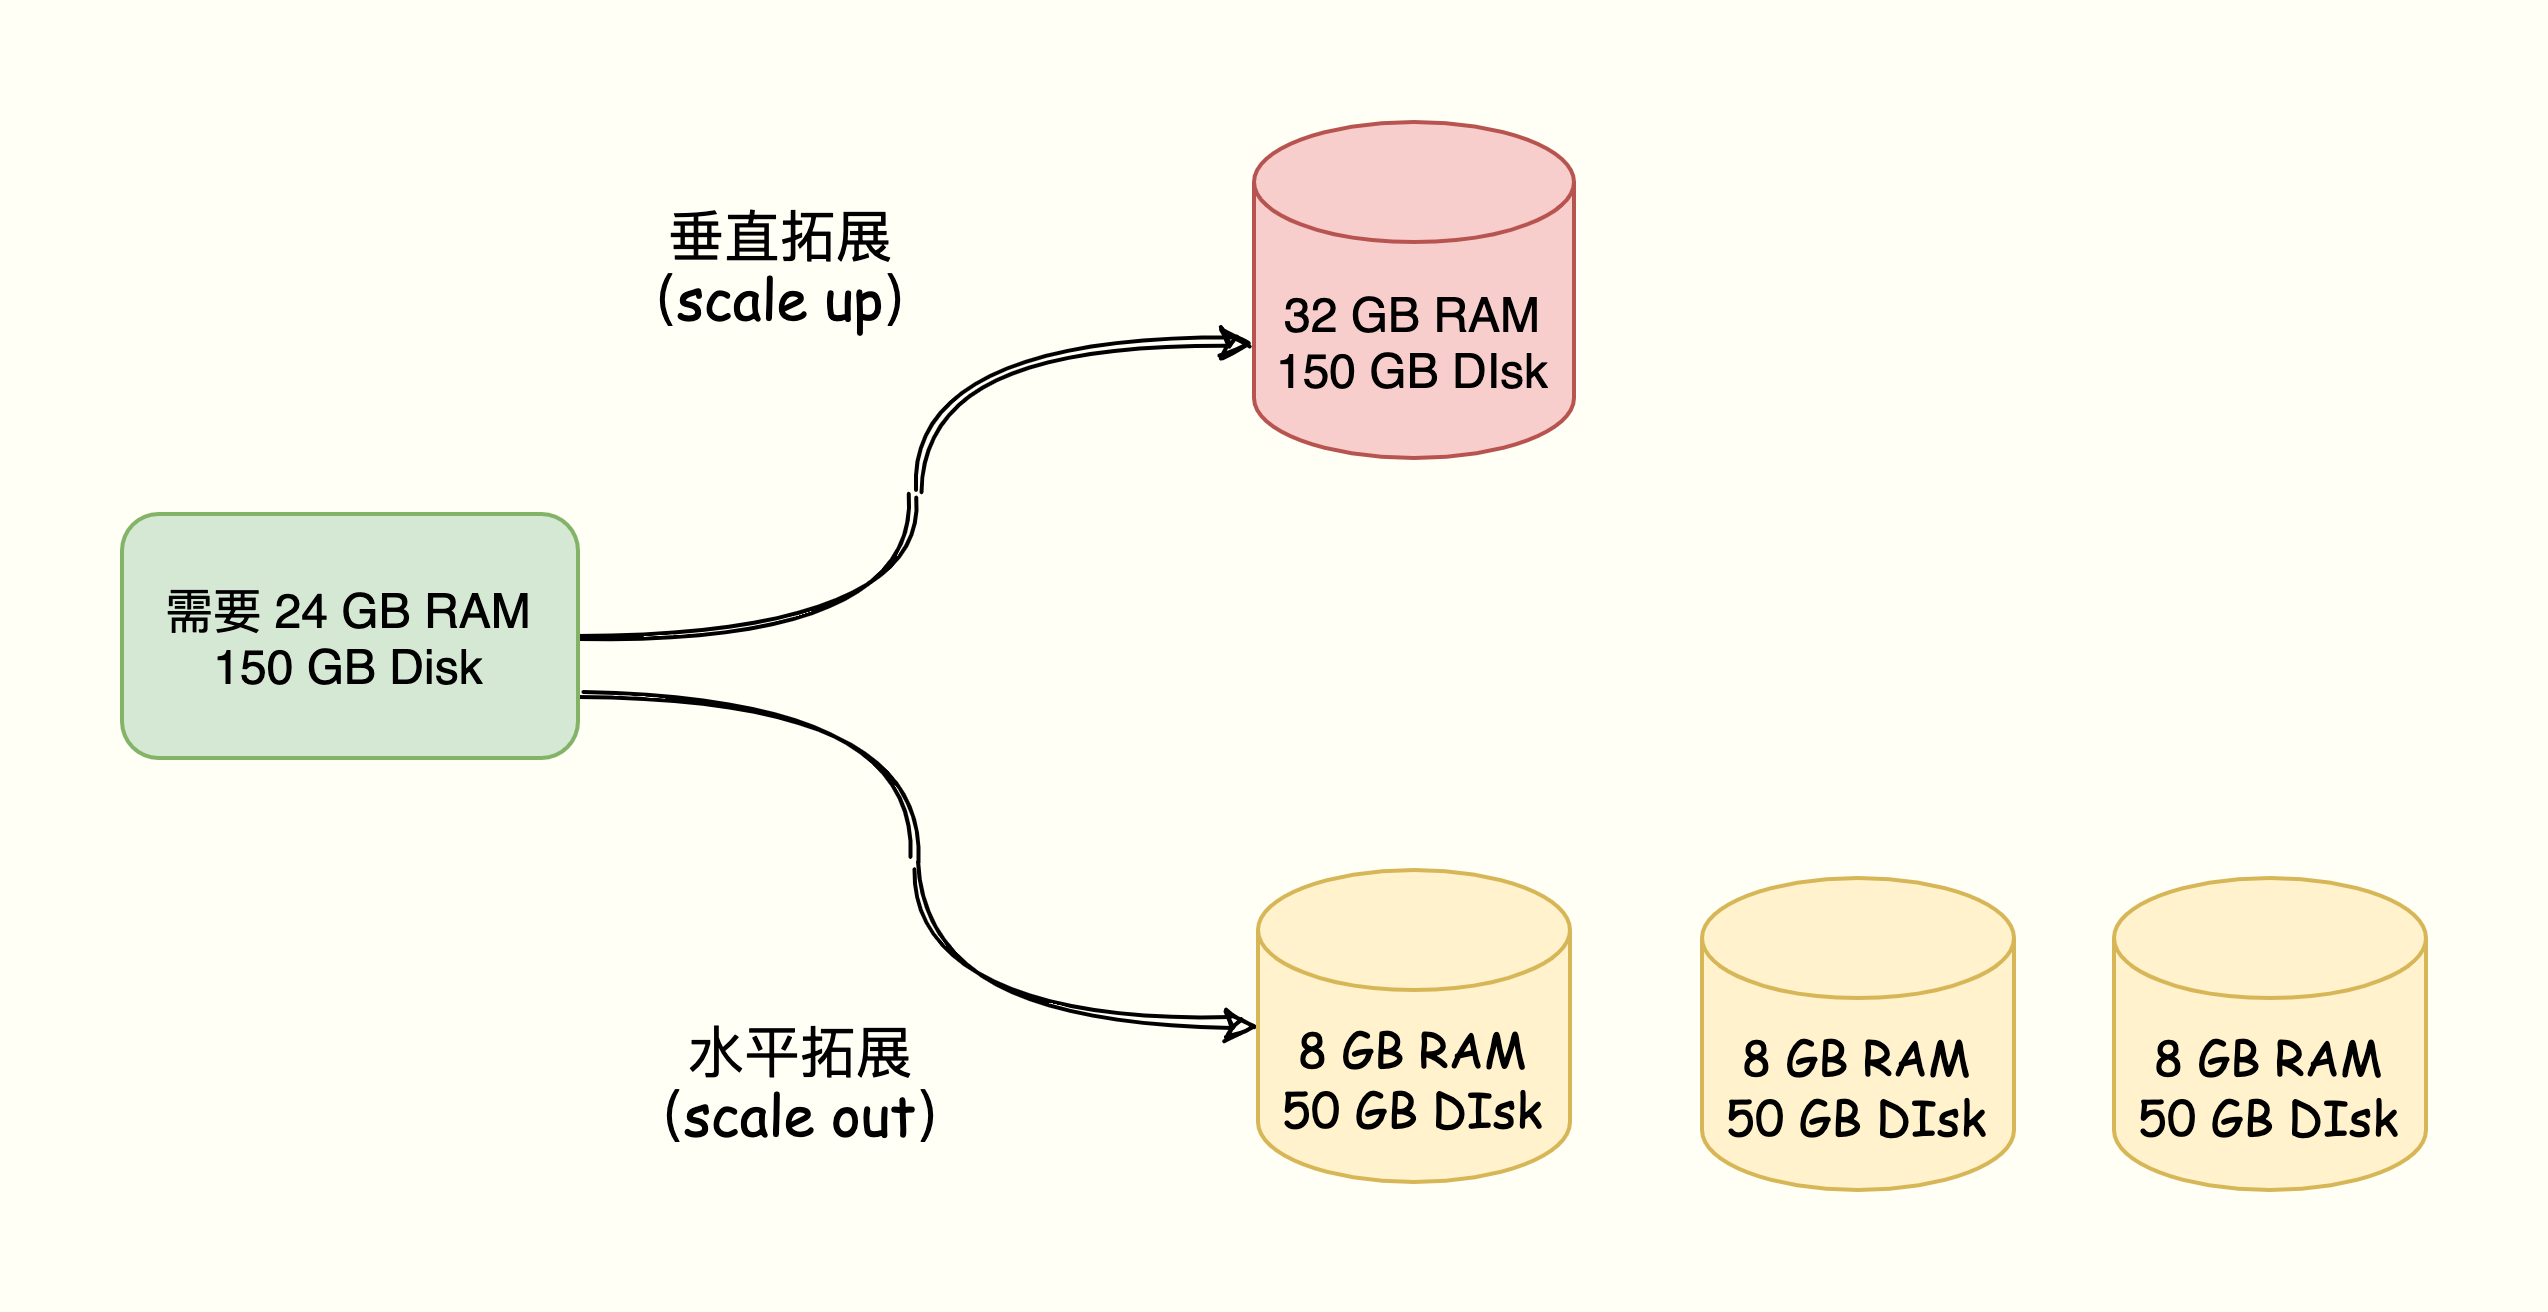 垂直拓展
(scale up)
32 GB RAM
150 GB DIsk
需要 24 GB RAM
150 GB Disk
水平拓展
(scale out)
8 GB RAM
50 GB DIsk
8 GB RAM
50 GB DIsk
8 GB RAM
50 GB DIsk